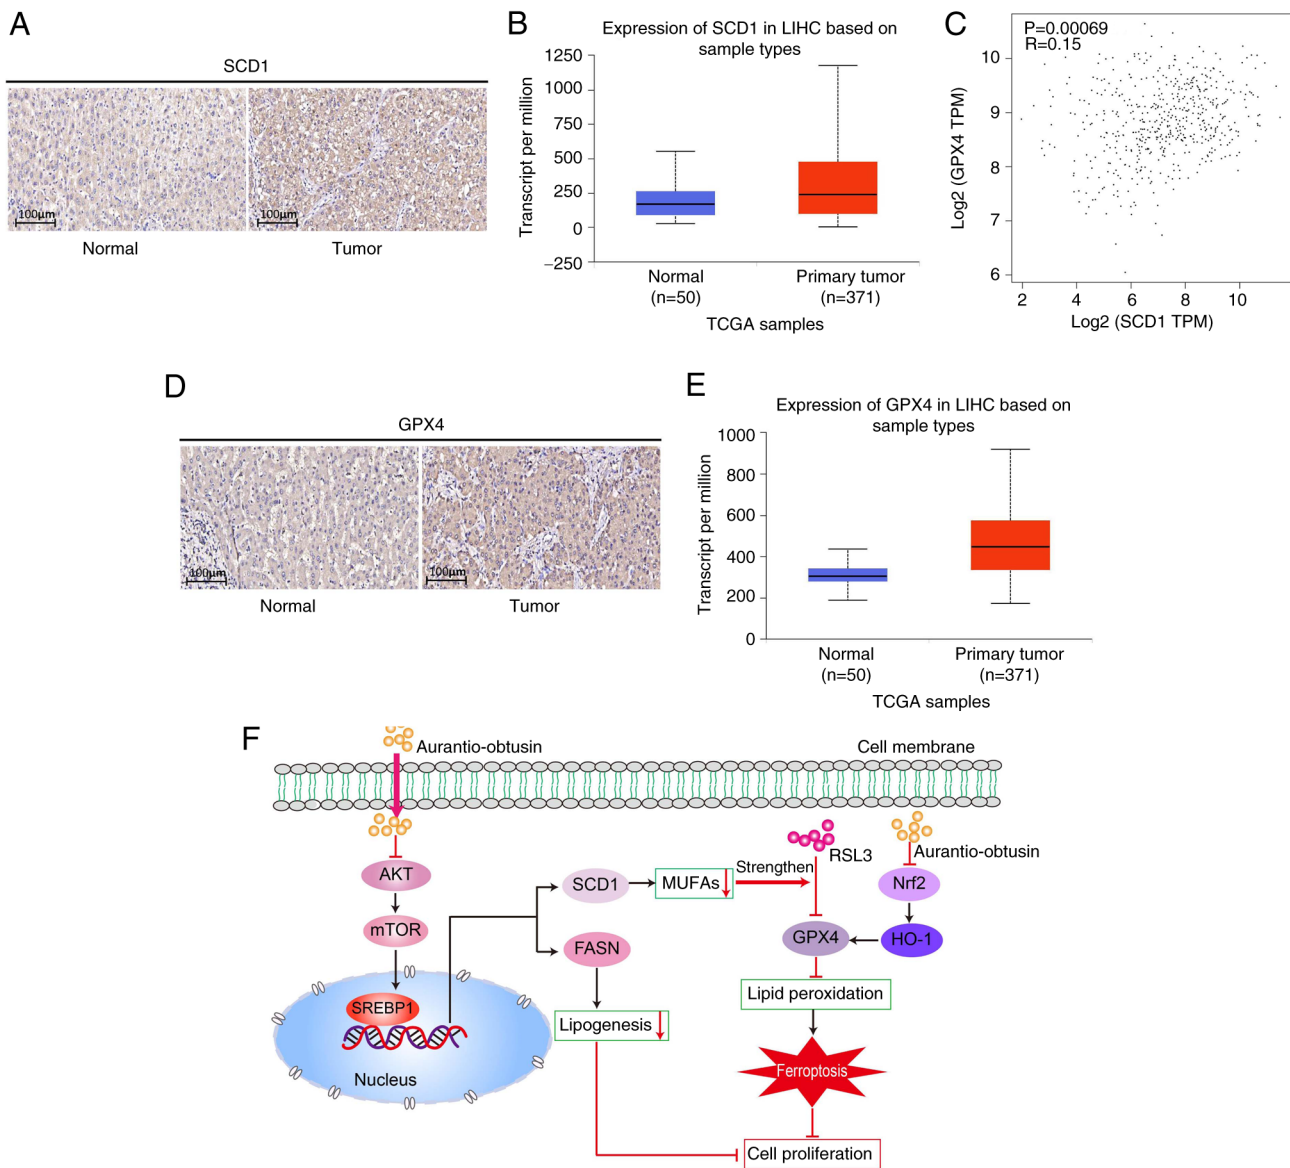 A
SCD1
100μm
100μm
Normal
Tumor
B
Expression of SCD1 in LIHC based on
sample types
Transcript per million
1250
1000
750
500
250
0
−250
Normal
(n=50)
Primary tumor
(n=371)
TCGA samples
C
P=0.00069
R=0.15
Log2 (GPX4 TPM)
10
9
8
7
6
2
4
6
8
10
Log2 (SCD1 TPM)
D
GPX4
100μm
100μm
Normal
Tumor
E
Expression of GPX4 in LIHC based on
sample types
Transcript per million
1000
800
600
400
200
0
Normal
(n=50)
Primary tumor
(n=371)
TCGA samples
F
Aurantio-obtusin
Cell membrane
RSL3
Aurantio-obtusin
AKT
SCD1
MUFAs
Strengthen
Nrf2
mTOR
FASN
GPX4
HO-1
SREBP1
Lipogenesis
Lipid peroxidation
Nucleus
Ferroptosis
Cell proliferation